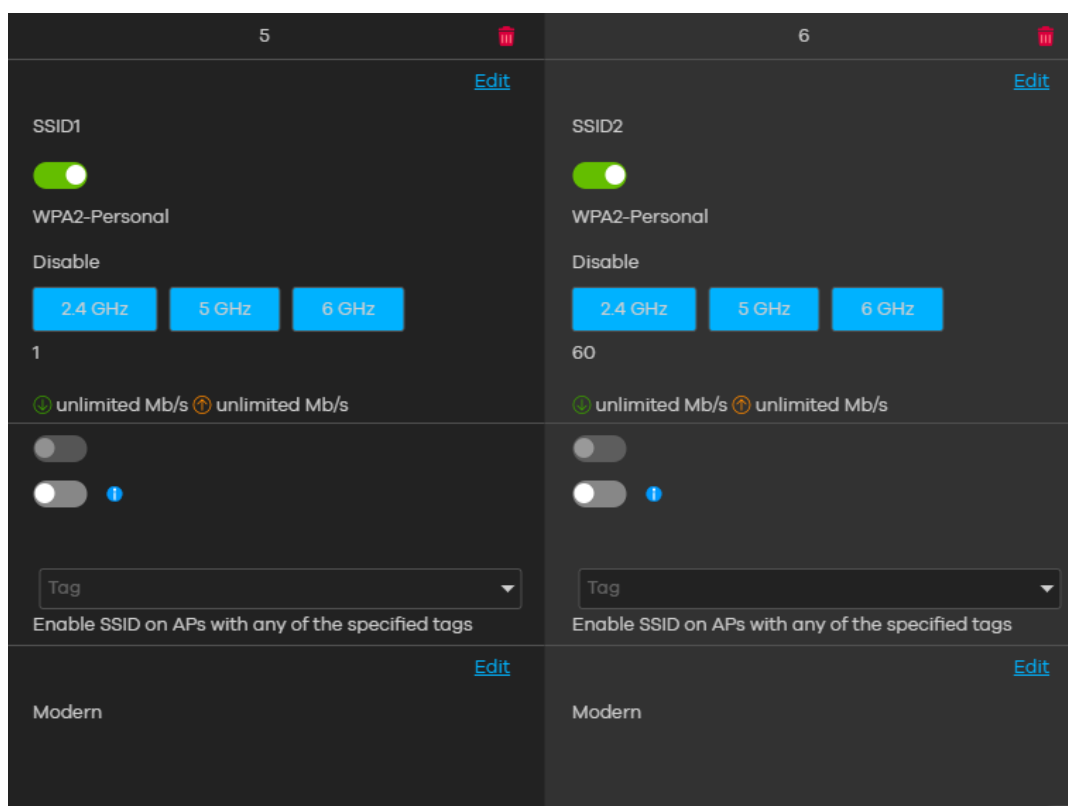 5 6
Edit Edit
SSID1 SSID2
WPA2-Personal WPA2-Personal
Disable Disable
2.4 GHz 5 GHz 6 GHz 2.4 GHz 5 GHz 6 GHz
1 60
unlimited Mb/s unlimited Mb/s unlimited Mb/s unlimited Mb/s
Tag Tag
Enable SSID on APs with any of the specified tags Enable SSID on APs with any of the specified tags
Edit Edit
Modern Modern